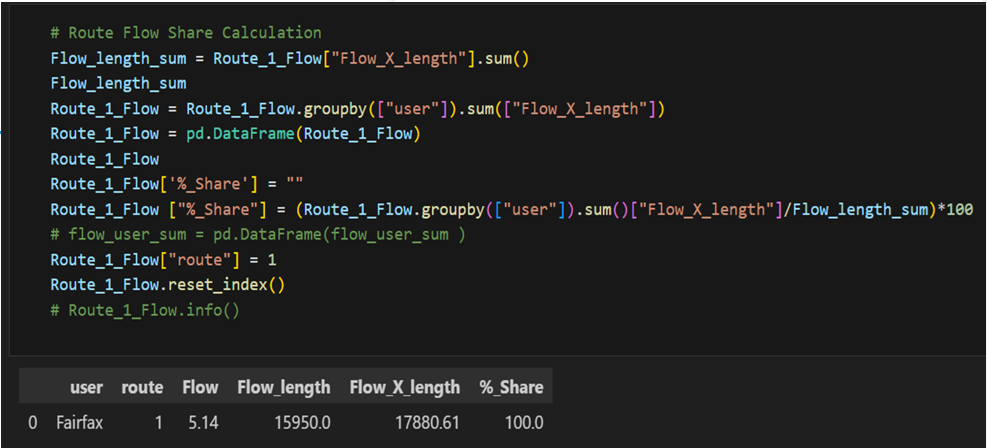 # Route Flow Share Calculation
Flow_length_sum = Route_1_Flow["Flow_X_length"].sum()
Flow_length_sum
Route_1_Flow = Route_1_Flow.groupby(["user"]).sum(["Flow_X_length"])
Route_1_Flow = pd.DataFrame(Route_1_Flow)
Route_1_Flow
Route_1_Flow['%_Share'] = ""
Route_1_Flow ["%_Share"] = (Route_1_Flow.groupby(["user"]).sum()["Flow_X_length"]/Flow_length_sum)*100
# flow_user_sum = pd.DataFrame(flow_user_sum )
Route_1_Flow["route"] = 1
Route_1_Flow.reset_index()
# Route_1_Flow.info()
user route Flow Flow_length Flow_X_length %_Share
0 Fairfax 1 5.14 15950.0 17880.61 100.0